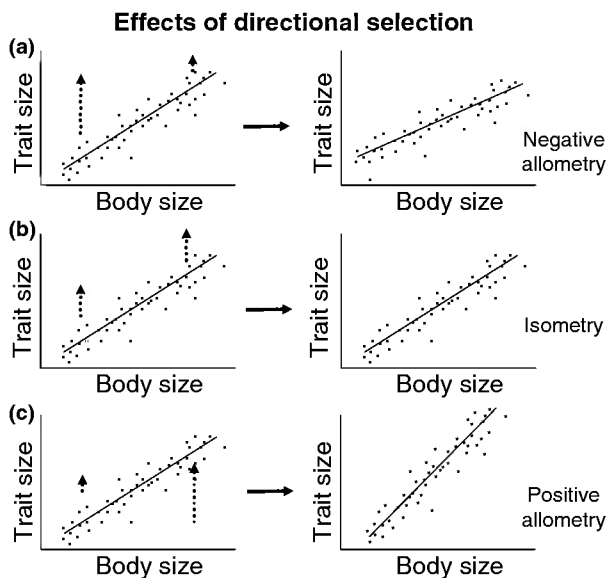 Effects of directional selection
(a)
Trait size
Body size
Trait size
Body size
Negative
allometry
(b)
Trait size
Body size
Trait size
Body size
Isometry
(c)
Trait size
Body size
Trait size
Body size
Positive
allometry